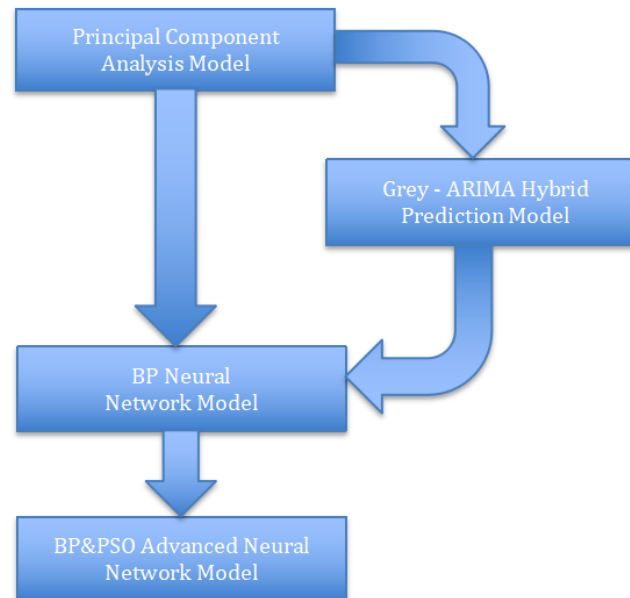 Principal Component
Analysis Model
Grey - ARIMA Hybrid
Prediction Model
BP Neural
Network Model
BP&PSO Advanced Neural
Network Model